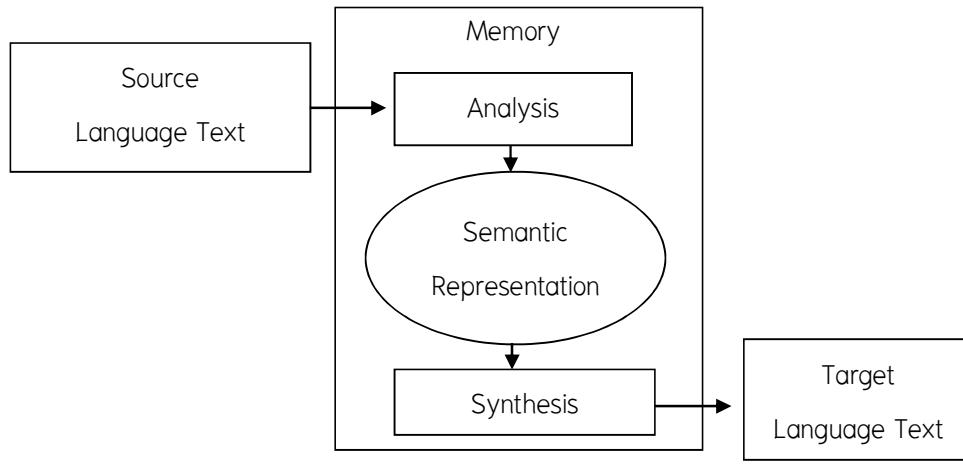 Memory
Source
Language Text
Analysis
Semantic
Representation
Synthesis
Target
Language Text